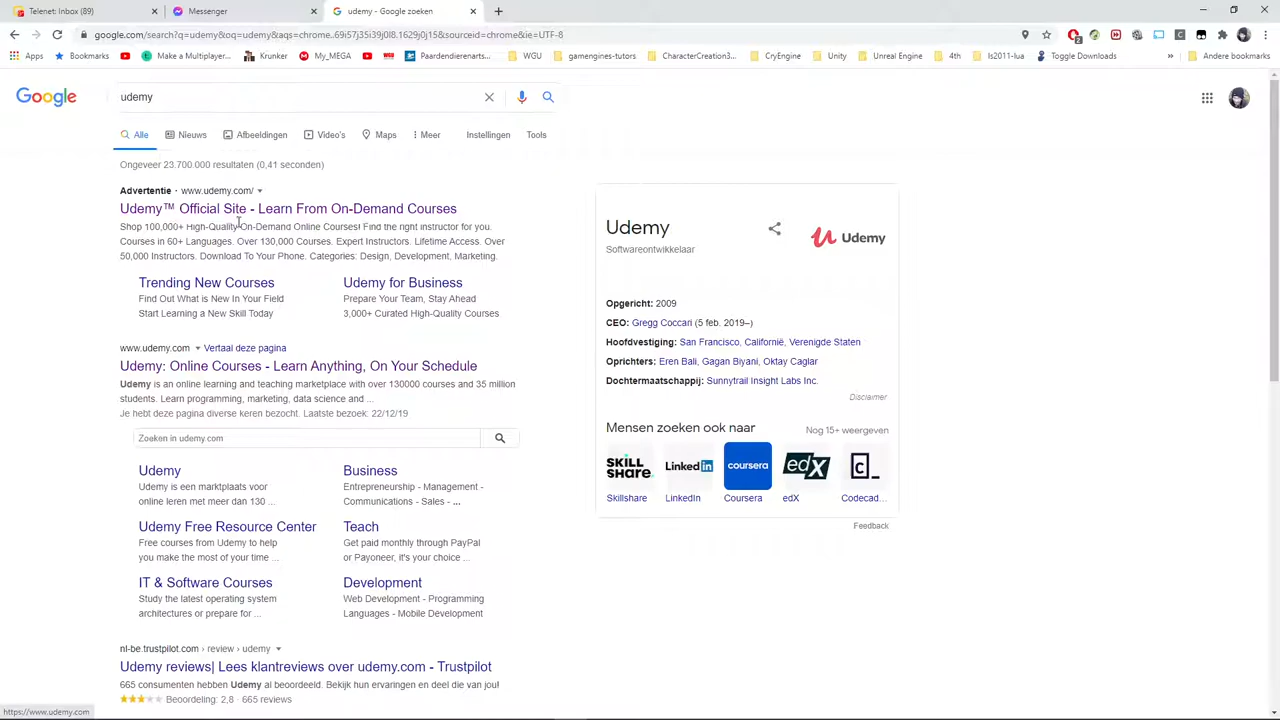 Telenet: Inbox (89)
Messenger
udemy - Google zoeken
google.com/search?q=udemy&oq=udemy&aqs=chrome..69i57j35i39j0l8.1629j0j15&sourceid=chrome&ie=UTF-8
Apps
Bookmarks
Make a Multiplayer...
Krunker
My_MEGA
Paardendierenarts...
WGU
gamengines-tutors
CharacterCreation3...
CryEngine
Unity
Unreal Engine
4th
ls2011-lua
Toggle Downloads
»
Andere bookmarks
Google
udemy
Alle
Nieuws
Afbeeldingen
Video's
Maps
Meer
Instellingen
Tools
Ongeveer 23.700.000 resultaten (0,41 seconden)
Advertentie · www.udemy.com/
Udemy™ Official Site - Learn From On-Demand Courses
Shop 100,000+ High-Quality On-Demand Online Courses! Find the right instructor for you.
Courses in 60+ Languages. Over 130,000 Courses. Expert Instructors. Lifetime Access. Over
50,000 Instructors. Download To Your Phone. Categories: Design, Development, Marketing.
Trending New Courses
Find Out What is New In Your Field
Start Learning a New Skill Today
Udemy for Business
Prepare Your Team, Stay Ahead
3,000+ Curated High-Quality Courses
www.udemy.com Vertaal deze pagina
Udemy: Online Courses - Learn Anything, On Your Schedule
Udemy is an online learning and teaching marketplace with over 130000 courses and 35 million
students. Learn programming, marketing, data science and ...
Je hebt deze pagina diverse keren bezocht. Laatste bezoek: 22/12/19
Zoeken in udemy.com
Udemy
Udemy is een marktplaats voor
online leren met meer dan 130 ...
Business
Entrepreneurship - Management -
Communications - Sales - ...
Udemy Free Resource Center
Free courses from Udemy to help
you make the most of your time ...
Teach
Get paid monthly through PayPal
or Payoneer, it's your choice ...
IT & Software Courses
Study the latest operating system
architectures or prepare for ...
Development
Web Development - Programming
Languages - Mobile Development
nl-be.trustpilot.com › review › udemy
Udemy reviews| Lees klantreviews over udemy.com - Trustpilot
665 consumenten hebben Udemy al beoordeeld. Bekijk hun ervaringen en deel die van jou!
Beoordeling: 2,8 · 665 reviews
Udemy
Softwareontwikkelaar
Udemy
Opgericht: 2009
CEO: Gregg Coccari (5 feb. 2019–)
Hoofdvestiging: San Francisco, Californië, Verenigde Staten
Oprichters: Eren Bali, Gagan Biyani, Oktay Caglar
Dochtermaatschappij: Sunnytrail Insight Labs Inc.
Disclaimer
Mensen zoeken ook naar
Nog 15+ weergeven
SKILL
SHARE.
Linked in
coursera
edX
c_
Skillshare
LinkedIn
Coursera
edX
Codecad...
Feedback
https://www.udemy.com